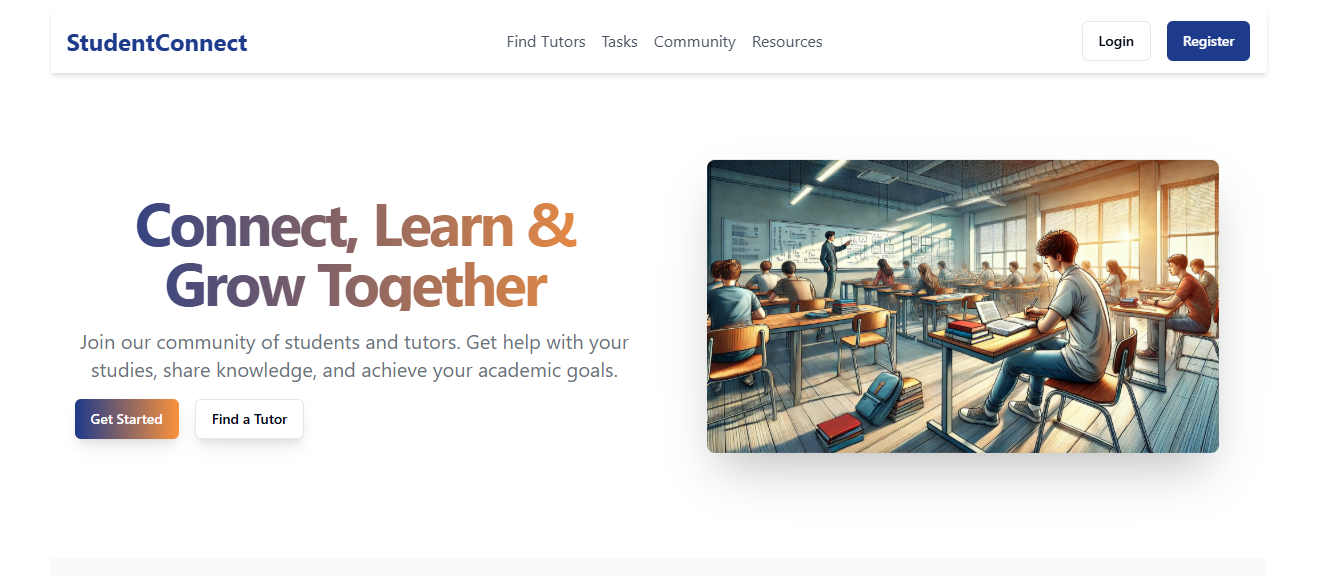 StudentConnect
Find Tutors Tasks Community Resources
Login
Register
Connect, Learn &
Grow Together
Join our community of students and tutors. Get help with your
studies, share knowledge, and achieve your academic goals.
Get Started
Find a Tutor